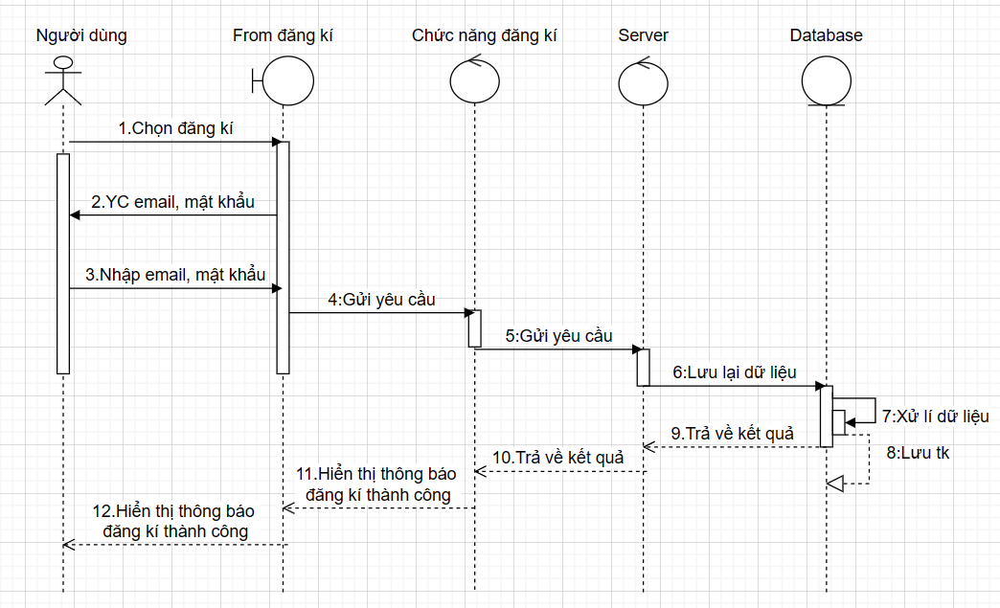 Người dùng
From đăng kí
Chức năng đăng kí
Server
Database
1.Chọn đăng kí
2.YC email, mật khẩu
3.Nhập email, mật khẩu
4:Gửi yêu cầu
5:Gửi yêu cầu
6:Lưu lại dữ liệu
7:Xử lí dữ liệu
8:Lưu tk
9.Trả về kết quả
10.Trả về kết quả
11.Hiển thị thông báo
đăng kí thành công
12.Hiển thị thông báo
đăng kí thành công